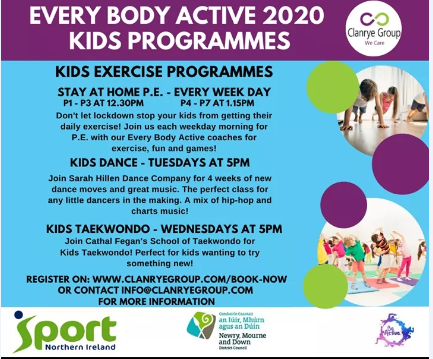 EVERY BODY ACTIVE 2020
KIDS PROGRAMMES
Clanrye Group
We Care
KIDS EXERCISE PROGRAMMES
STAY AT HOME P.E. - EVERY WEEK DAY
P1 - P3 AT 12.30PM P4 - P7 AT 1.15PM
Don't let lockdown stop your kids from getting their
daily exercise! Join us each weekday morning for
P.E. with our Every Body Active coaches for
exercise, fun and games!
KIDS DANCE - TUESDAYS AT 5PM
Join Sarah Hillen Dance Company for 4 weeks of new
dance moves and great music. The perfect class for
any little dancers in the making. A mix of hip-hop and
charts music!
KIDS TAEKWONDO - WEDNESDAYS AT 5PM
Join Cathal Fegan's School of Taekwondo for
Kids Taekwondo! Perfect for kids wanting to try
something new!
REGISTER ON: WWW.CLANRYEGROUP.COM/BOOK-NOW
OR CONTACT INFO@CLANRYEGROUP.COM
FOR MORE INFORMATION
Sport
Northern Ireland
Comhairle Ceantair
an Iúir, Mhúrn
agus an Dúin
Newry, Mourne
and Down
District Council